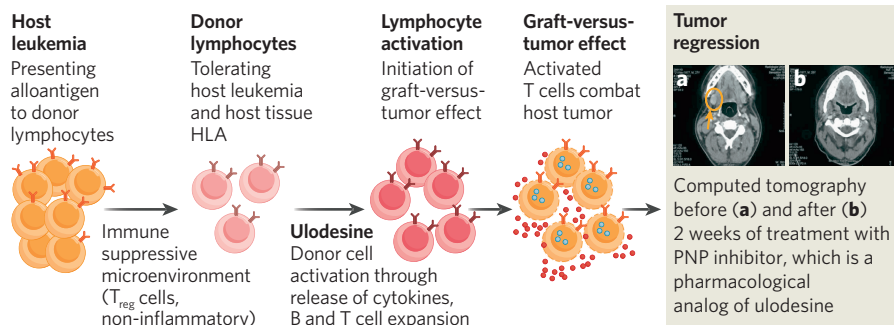 Host
leukemia
Presenting
alloantigen
to donor
lymphocytes
Immune
suppressive
microenvironment
(Treg cells,
non-inflammatory)
Donor
lymphocytes
Tolerating
host leukemia
and host tissue
HLA
Ulodesine
Donor cell
activation through
release of cytokines,
B and T cell expansion
Lymphocyte
activation
Initiation of
graft-versus-
tumor effect
Graft-versus-
tumor effect
Activated
T cells combat
host tumor
Tumor
regression
a
b
Computed tomography
before (a) and after (b)
2 weeks of treatment with
PNP inhibitor, which is a
pharmacological
analog of ulodesine